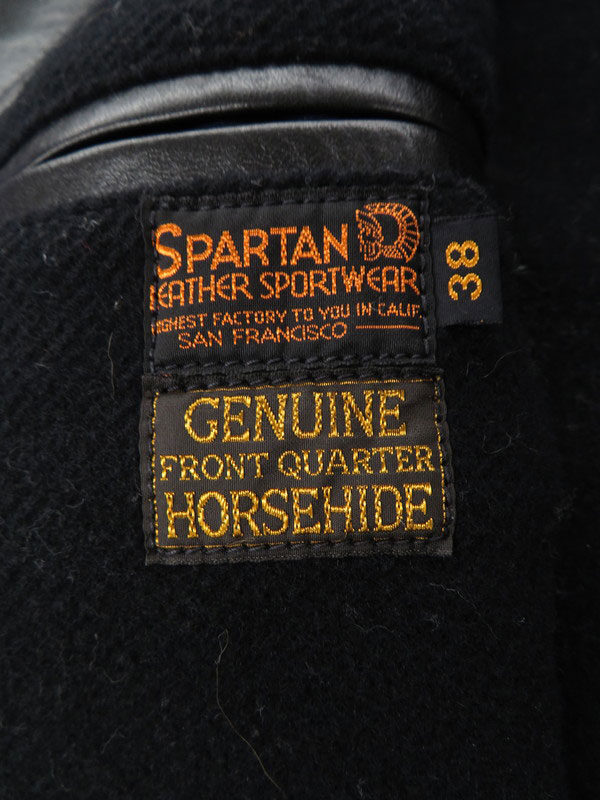 SPARTAN
LEATHER SPORTWEAR
HIGHEST FACTORY TO YOU IN CALIF
SAN FRANCISCO
38
GENUINE
FRONT QUARTER
HORSEHIDE